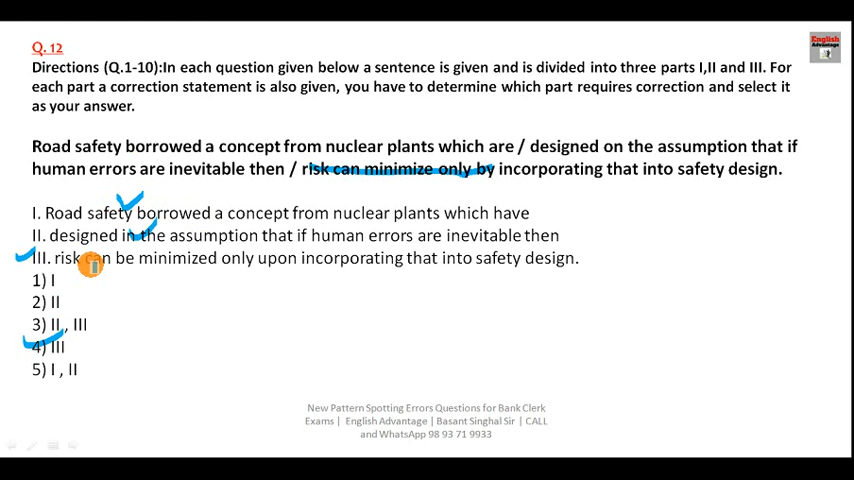 Q. 12
English
Advantage
Directions (Q.1-10):In each question given below a sentence is given and is divided into three parts I,II and III. For
each part a correction statement is also given, you have to determine which part requires correction and select it
as your answer.
Road safety borrowed a concept from nuclear plants which are / designed on the assumption that if
human errors are inevitable then / risk can minimize only by incorporating that into safety design.
I. Road safety borrowed a concept from nuclear plants which have
II. designed in the assumption that if human errors are inevitable then
III. risk can be minimized only upon incorporating that into safety design.
1) I
2) II
3) II , III
4) III
5) I , II
New Pattern Spotting Errors Questions for Bank Clerk
Exams | English Advantage | Basant Singhal Sir | CALL
and WhatsApp 98 93 71 9933